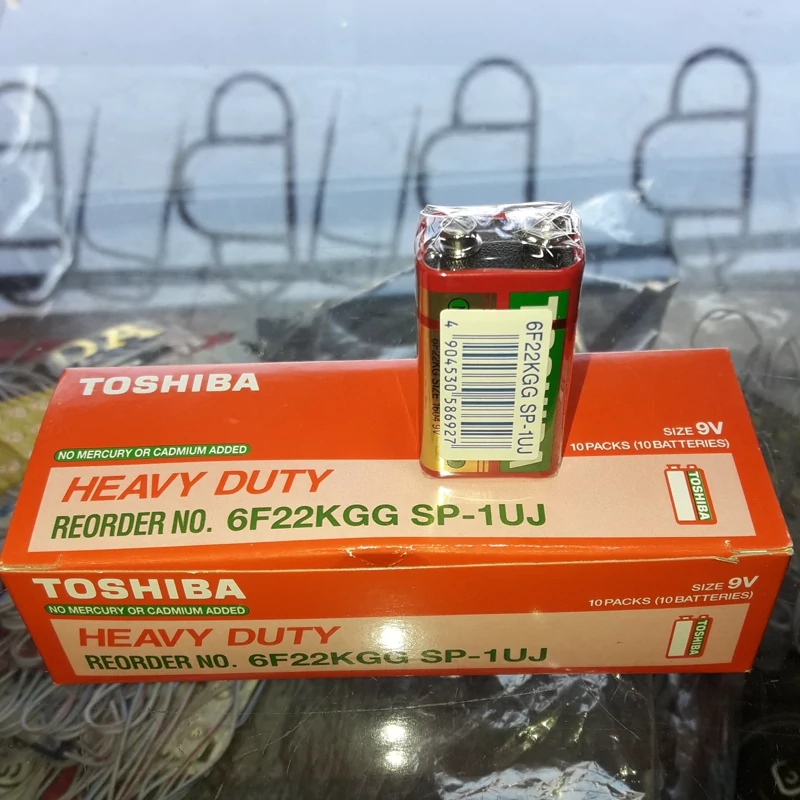 6F22KGG SP-1UJ
4 904530 586927
TOSHIBA
NO MERCURY OR CADMIUM ADDED
SIZE 9V
10 PACKS (10 BATTERIES)
HEAVY DUTY
REORDER NO. 6F22KGG SP-1UJ
TOSHIBA
TOSHIBA
NO MERCURY OR CADMIUM ADDED
SIZE 9V
10 PACKS (10 BATTERIES)
HEAVY DUTY
REORDER NO. 6F22KGG SP-1UJ
TOSHIBA